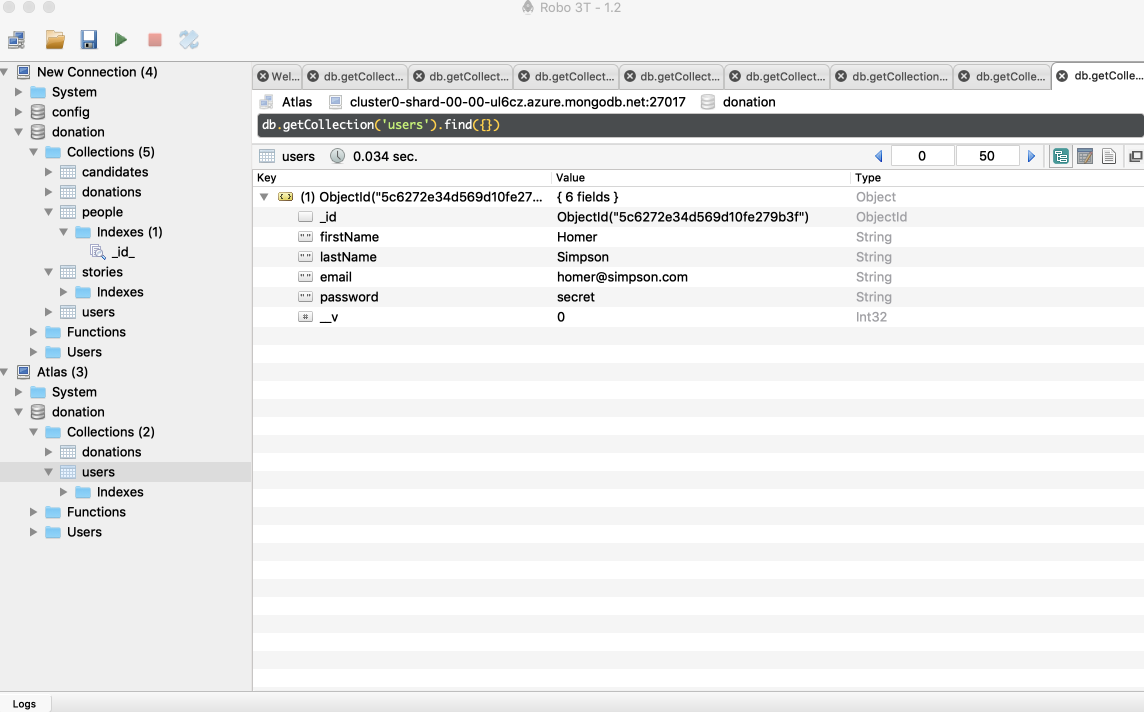 Robo 3T - 1.2
New Connection (4)
System
config
donation
Collections (5)
candidates
donations
people
Indexes (1)
_id_
stories
Indexes
users
Functions
Users
Atlas (3)
System
donation
Collections (2)
donations
users
Indexes
Functions
Users
Wel... db.getCollect... db.getCollect... db.getCollect... db.getCollect... db.getCollect... db.getCollection... db.getColle... db.getColle...
Atlas cluster0-shard-00-00-ul6cz.azure.mongodb.net:27017 donation
db.getCollection('users').find({})
users 0.034 sec. 0 50
Key Value Type
(1) ObjectId("5c6272e34d569d10fe27... { 6 fields } Object
_id ObjectId("5c6272e34d569d10fe279b3f") ObjectId
firstName Homer String
lastName Simpson String
email homer@simpson.com String
password secret String
__v 0 Int32
Logs